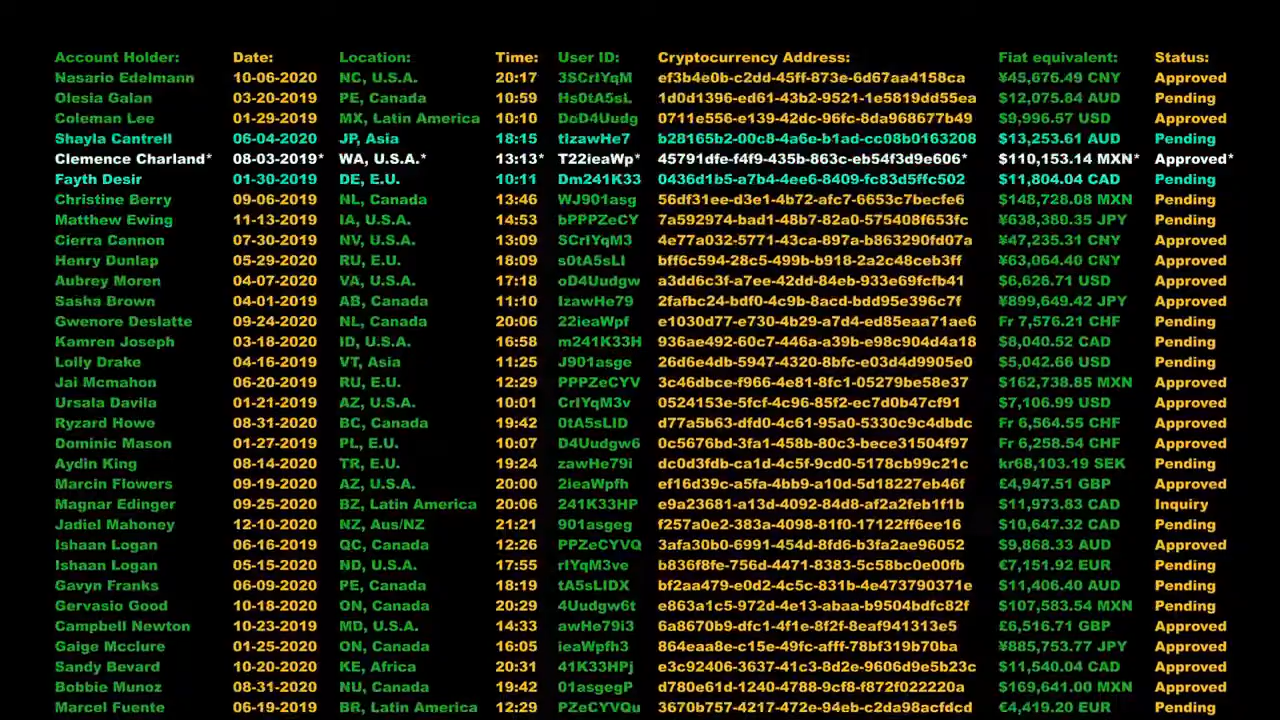 Account Holder: Date: Location: Time: User ID: Cryptocurrency Address: Fiat equivalent: Status:
Nasario Edelmann 10-06-2020 NC, U.S.A. 20:17 3SCrIYqM ef3b4e0b-c2dd-45ff-873e-6d67aa4158ca ¥45,676.49 CNY Approved
Olesia Galan 03-20-2019 PE, Canada 10:59 Hs0tA5sL 1d0d1396-ed61-43b2-9521-1e5819dd55ea $12,075.84 AUD Pending
Coleman Lee 01-29-2019 MX, Latin America 10:10 DoD4Uudg 0711e556-e139-42dc-96fc-8da968677b49 $9,996.57 USD Approved
Shayla Cantrell 06-04-2020 JP, Asia 18:15 tIzawHe7 b28165b2-00c8-4a6e-b1ad-cc08b0163208 $13,253.61 AUD Pending
Clemence Charland* 08-03-2019* WA, U.S.A.* 13:13* T22ieaWp* 45791dfe-f4f9-435b-863c-eb54f3d9e606* $110,153.14 MXN* Approved*
Fayth Desir 01-30-2019 DE, E.U. 10:11 Dm241K33 0436d1b5-a7b4-4ee6-8409-fc83d5ffc502 $11,804.04 CAD Pending
Christine Berry 09-06-2019 NL, Canada 13:46 WJ901asg 56df31ee-d3e1-4b72-afc7-6653c7becfe6 $148,728.08 MXN Pending
Matthew Ewing 11-13-2019 IA, U.S.A. 14:53 bPPPZeCY 7a592974-bad1-48b7-82a0-575408f653fc ¥638,380.35 JPY Pending
Cierra Cannon 07-30-2019 NV, U.S.A. 13:09 SCrIYqM3 4e77a032-5771-43ca-897a-b863290fd07a ¥47,235.31 CNY Approved
Henry Dunlap 05-29-2020 RU, E.U. 18:09 s0tA5sLI bff6c594-28c5-499b-b918-2a2c48ceb3ff ¥63,064.40 CNY Approved
Aubrey Moren 04-07-2020 VA, U.S.A. 17:18 oD4Uudgw a3dd6c3f-a7ee-42dd-84eb-933e69fcfb41 $6,626.71 USD Pending
Sasha Brown 04-01-2019 AB, Canada 11:10 IzawHe79 2fafbc24-bdf0-4c9b-8acd-bdd95e396c7f ¥899,649.42 JPY Approved
Gwenore Deslatte 09-24-2020 NL, Canada 20:06 22ieaWpf e1030d77-e730-4b29-a7d4-ed85eaa71ae6 Fr 7,576.21 CHF Pending
Kamren Joseph 03-18-2020 ID, U.S.A. 16:58 m241K33H 936ae492-60c7-446a-a39b-e98c904d4a18 $8,040.52 CAD Pending
Lolly Drake 04-16-2019 VT, Asia 11:25 J901asge 26d6e4db-5947-4320-8bfc-e03d4d9905e0 $5,042.66 USD Pending
Jai Mcmahon 06-20-2019 RU, E.U. 12:29 PPPZeCYV 3c46dbce-f966-4e81-8fc1-05279be58e37 $162,738.85 MXN Approved
Ursala Davila 01-21-2019 AZ, U.S.A. 10:01 CrIYqM3v 0524153e-5fcf-4c96-85f2-ec7d0b47cf91 $7,106.99 USD Approved
Ryzard Howe 08-31-2020 BC, Canada 19:42 0tA5sLID d77a5b63-dfd0-4c61-95a0-5330c9c4dbdc Fr 6,564.55 CHF Approved
Dominic Mason 01-27-2019 PL, E.U. 10:07 D4Uudgw6 0c5676bd-3fa1-458b-80c3-bece31504f97 Fr 6,258.54 CHF Approved
Aydin King 08-14-2020 TR, E.U. 19:24 zawHe79i dc0d3fdb-ca1d-4c5f-9cd0-5178cb99c21c kr68,103.19 SEK Pending
Marcin Flowers 09-19-2020 AZ, U.S.A. 20:00 2ieaWpfh ef16d39c-a5fa-4bb9-a10d-5d18227eb46f £4,947.51 GBP Approved
Magnar Edinger 09-25-2020 BZ, Latin America 20:06 241K33HP e9a23681-a13d-4092-84d8-af2a2feb1f1b $11,973.83 CAD Inquiry
Jadiel Mahoney 12-10-2020 NZ, Aus/NZ 21:21 901asgeg f257a0e2-383a-4098-81f0-17122ff6ee16 $10,647.32 CAD Pending
Ishaan Logan 06-16-2019 QC, Canada 12:26 PPZeCYVQ 3afa30b0-6991-454d-8fd6-b3fa2ae96052 $9,868.33 AUD Approved
Ishaan Logan 05-15-2020 ND, U.S.A. 17:55 rIYqM3ve b836f8fe-756d-4471-8383-5c58bc0e00fb €7,151.92 EUR Pending
Gavyn Franks 06-09-2020 PE, Canada 18:19 tA5sLIDX bf2aa479-e0d2-4c5c-831b-4e473790371e $11,406.40 AUD Pending
Gervasio Good 10-18-2020 ON, Canada 20:29 4Uudgw6t e863a1c5-972d-4e13-abaa-b9504bdfc82f $107,583.54 MXN Pending
Campbell Newton 10-23-2019 MD, U.S.A. 14:33 awHe79i3 6a8670b9-dfc1-4f1e-8f2f-8eaf941313e5 £6,516.71 GBP Approved
Gaige Mcclure 01-25-2020 ON, Canada 16:05 ieaWpfh3 864eaa8e-c15e-49fc-afff-78bf319b70ba ¥885,753.77 JPY Pending
Sandy Bevard 10-20-2020 KE, Africa 20:31 41K33HPj e3c92406-3637-41c3-8d2e-9606d9e5b23c $11,540.04 CAD Pending
Bobbie Munoz 08-31-2020 NU, Canada 19:42 01asgegP d780e61d-1240-4788-9cf8-f872f022220a $169,641.00 MXN Approved
Marcel Fuente 06-19-2019 BR, Latin America 12:29 PZeCYVQu 3670b757-4217-472e-94eb-c2da98acfdcd €4,419.20 EUR Pending